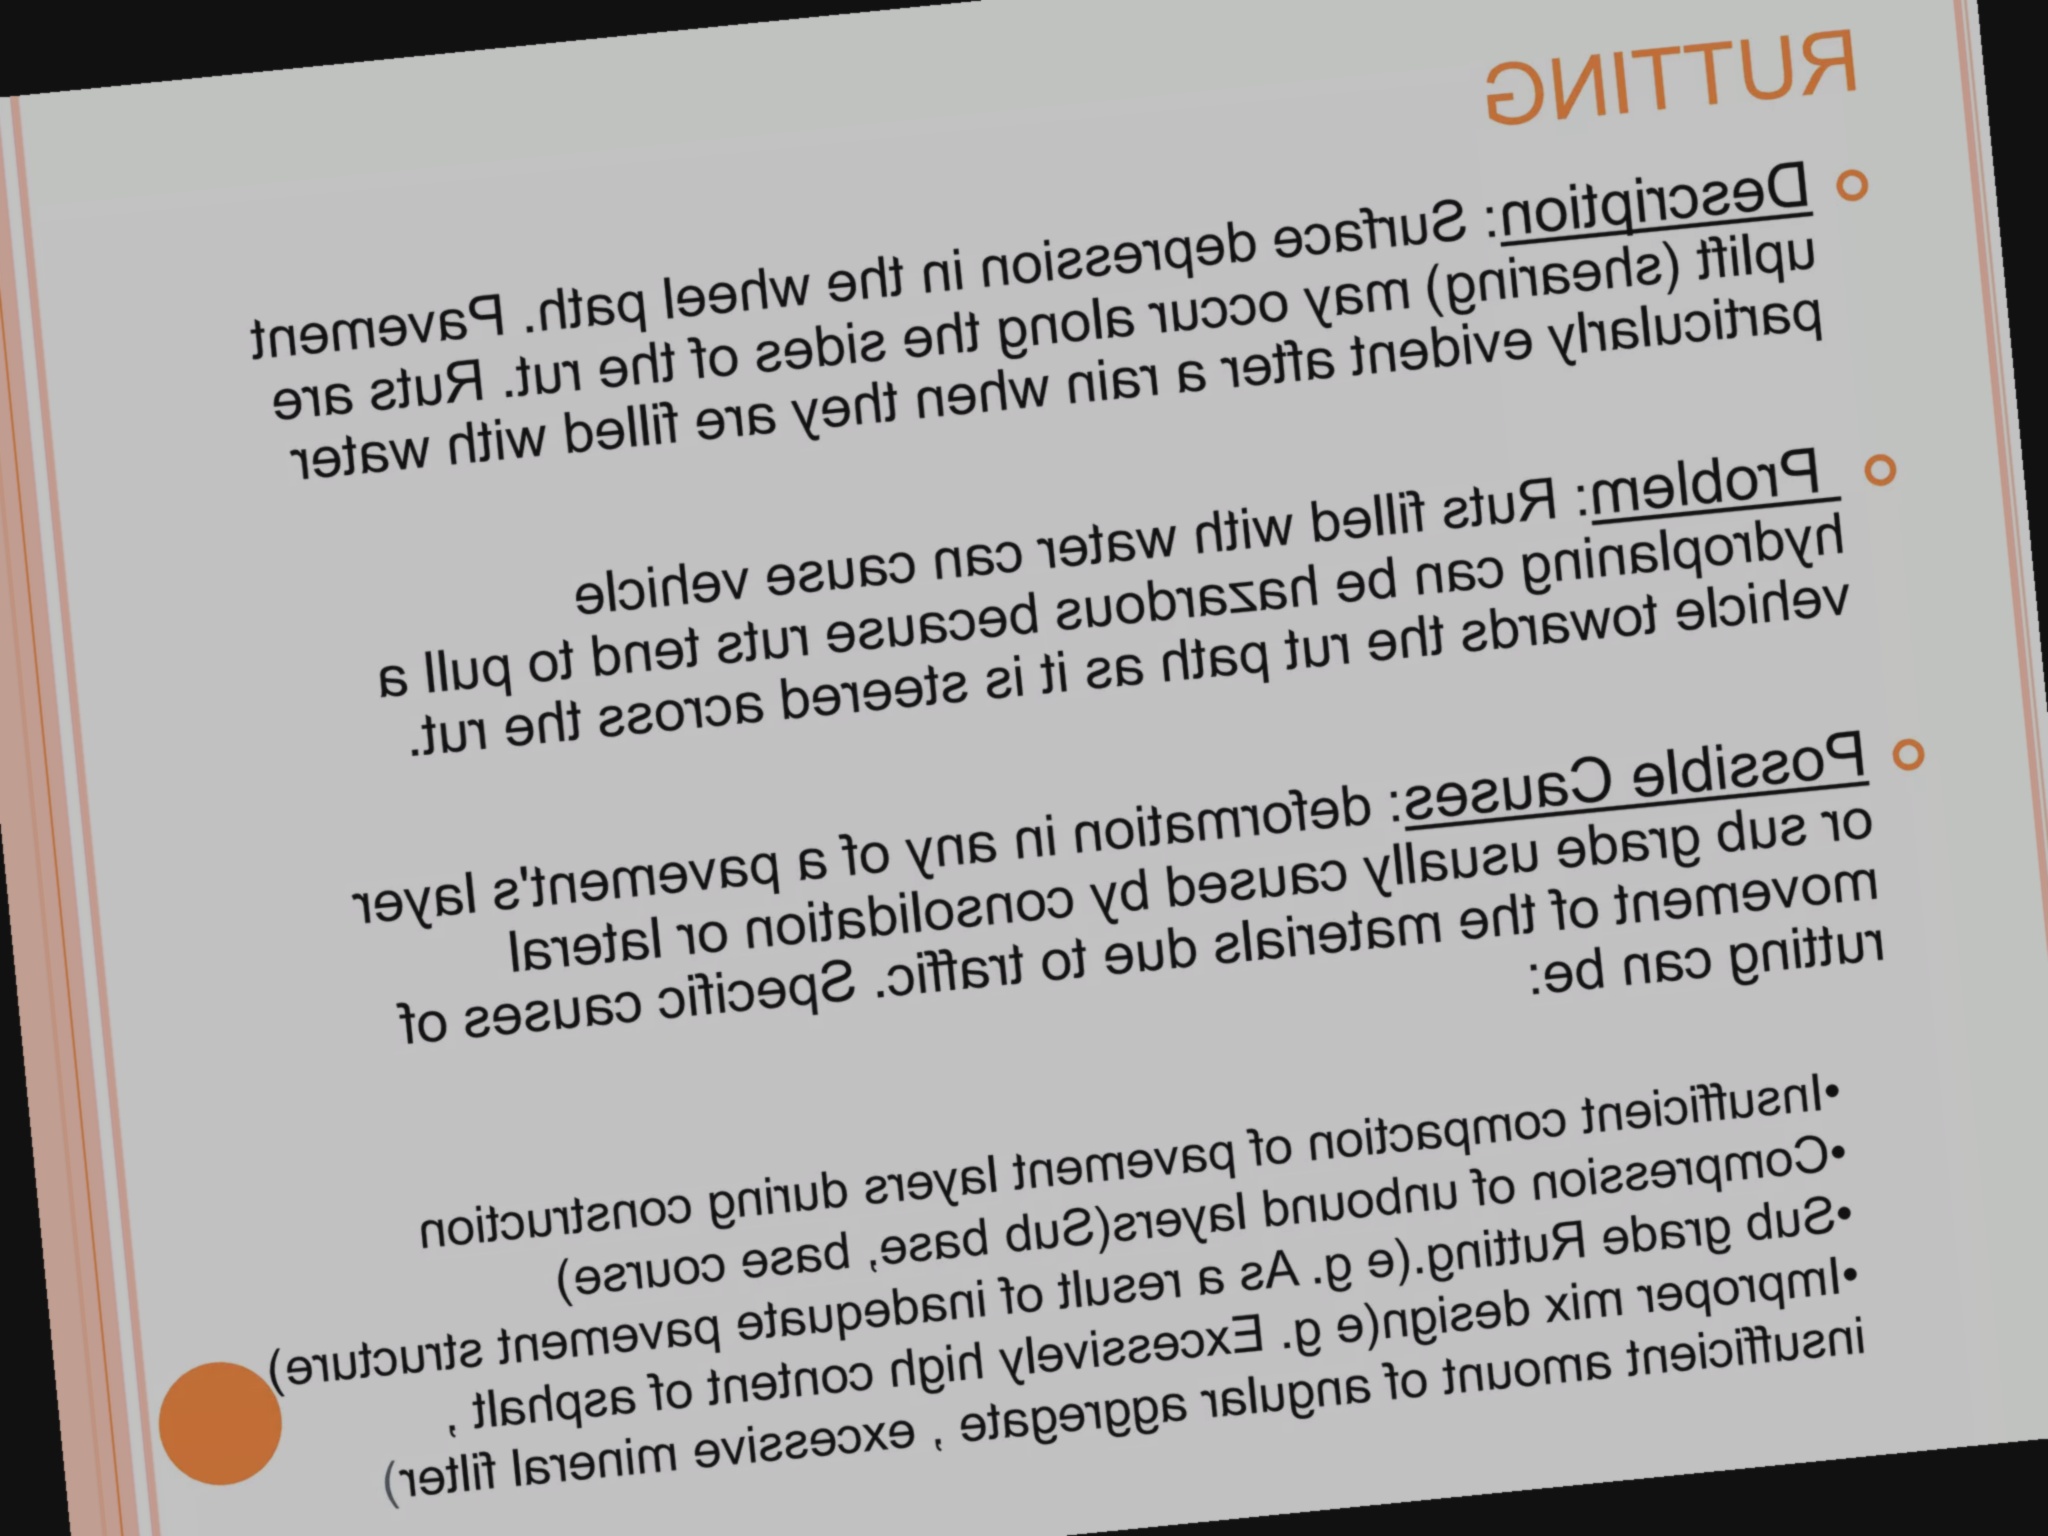 RUTTING
Description: Surface depression in the wheel path. Pavement
uplift (shearing) may occur along the sides of the rut. Ruts are
particularly evident after a rain when they are filled with water
Problem: Ruts filled with water can cause vehicle
hydroplaning can be hazardous because ruts tend to pull a
vehicle towards the rut path as it is steered across the rut.
Possible Causes: deformation in any of a pavement's layer
or sub grade usually caused by consolidation or lateral
movement of the materials due to traffic. Specific causes of
rutting can be:
•Insufficient compaction of pavement layers during construction
•Compression of unbound layers(Sub base, base course)
•Sub grade Rutting.(e g. As a result of inadequate pavement structure)
•Improper mix design(e g. Excessively high content of asphalt ,
insufficient amount of angular aggregate , excessive mineral filter)